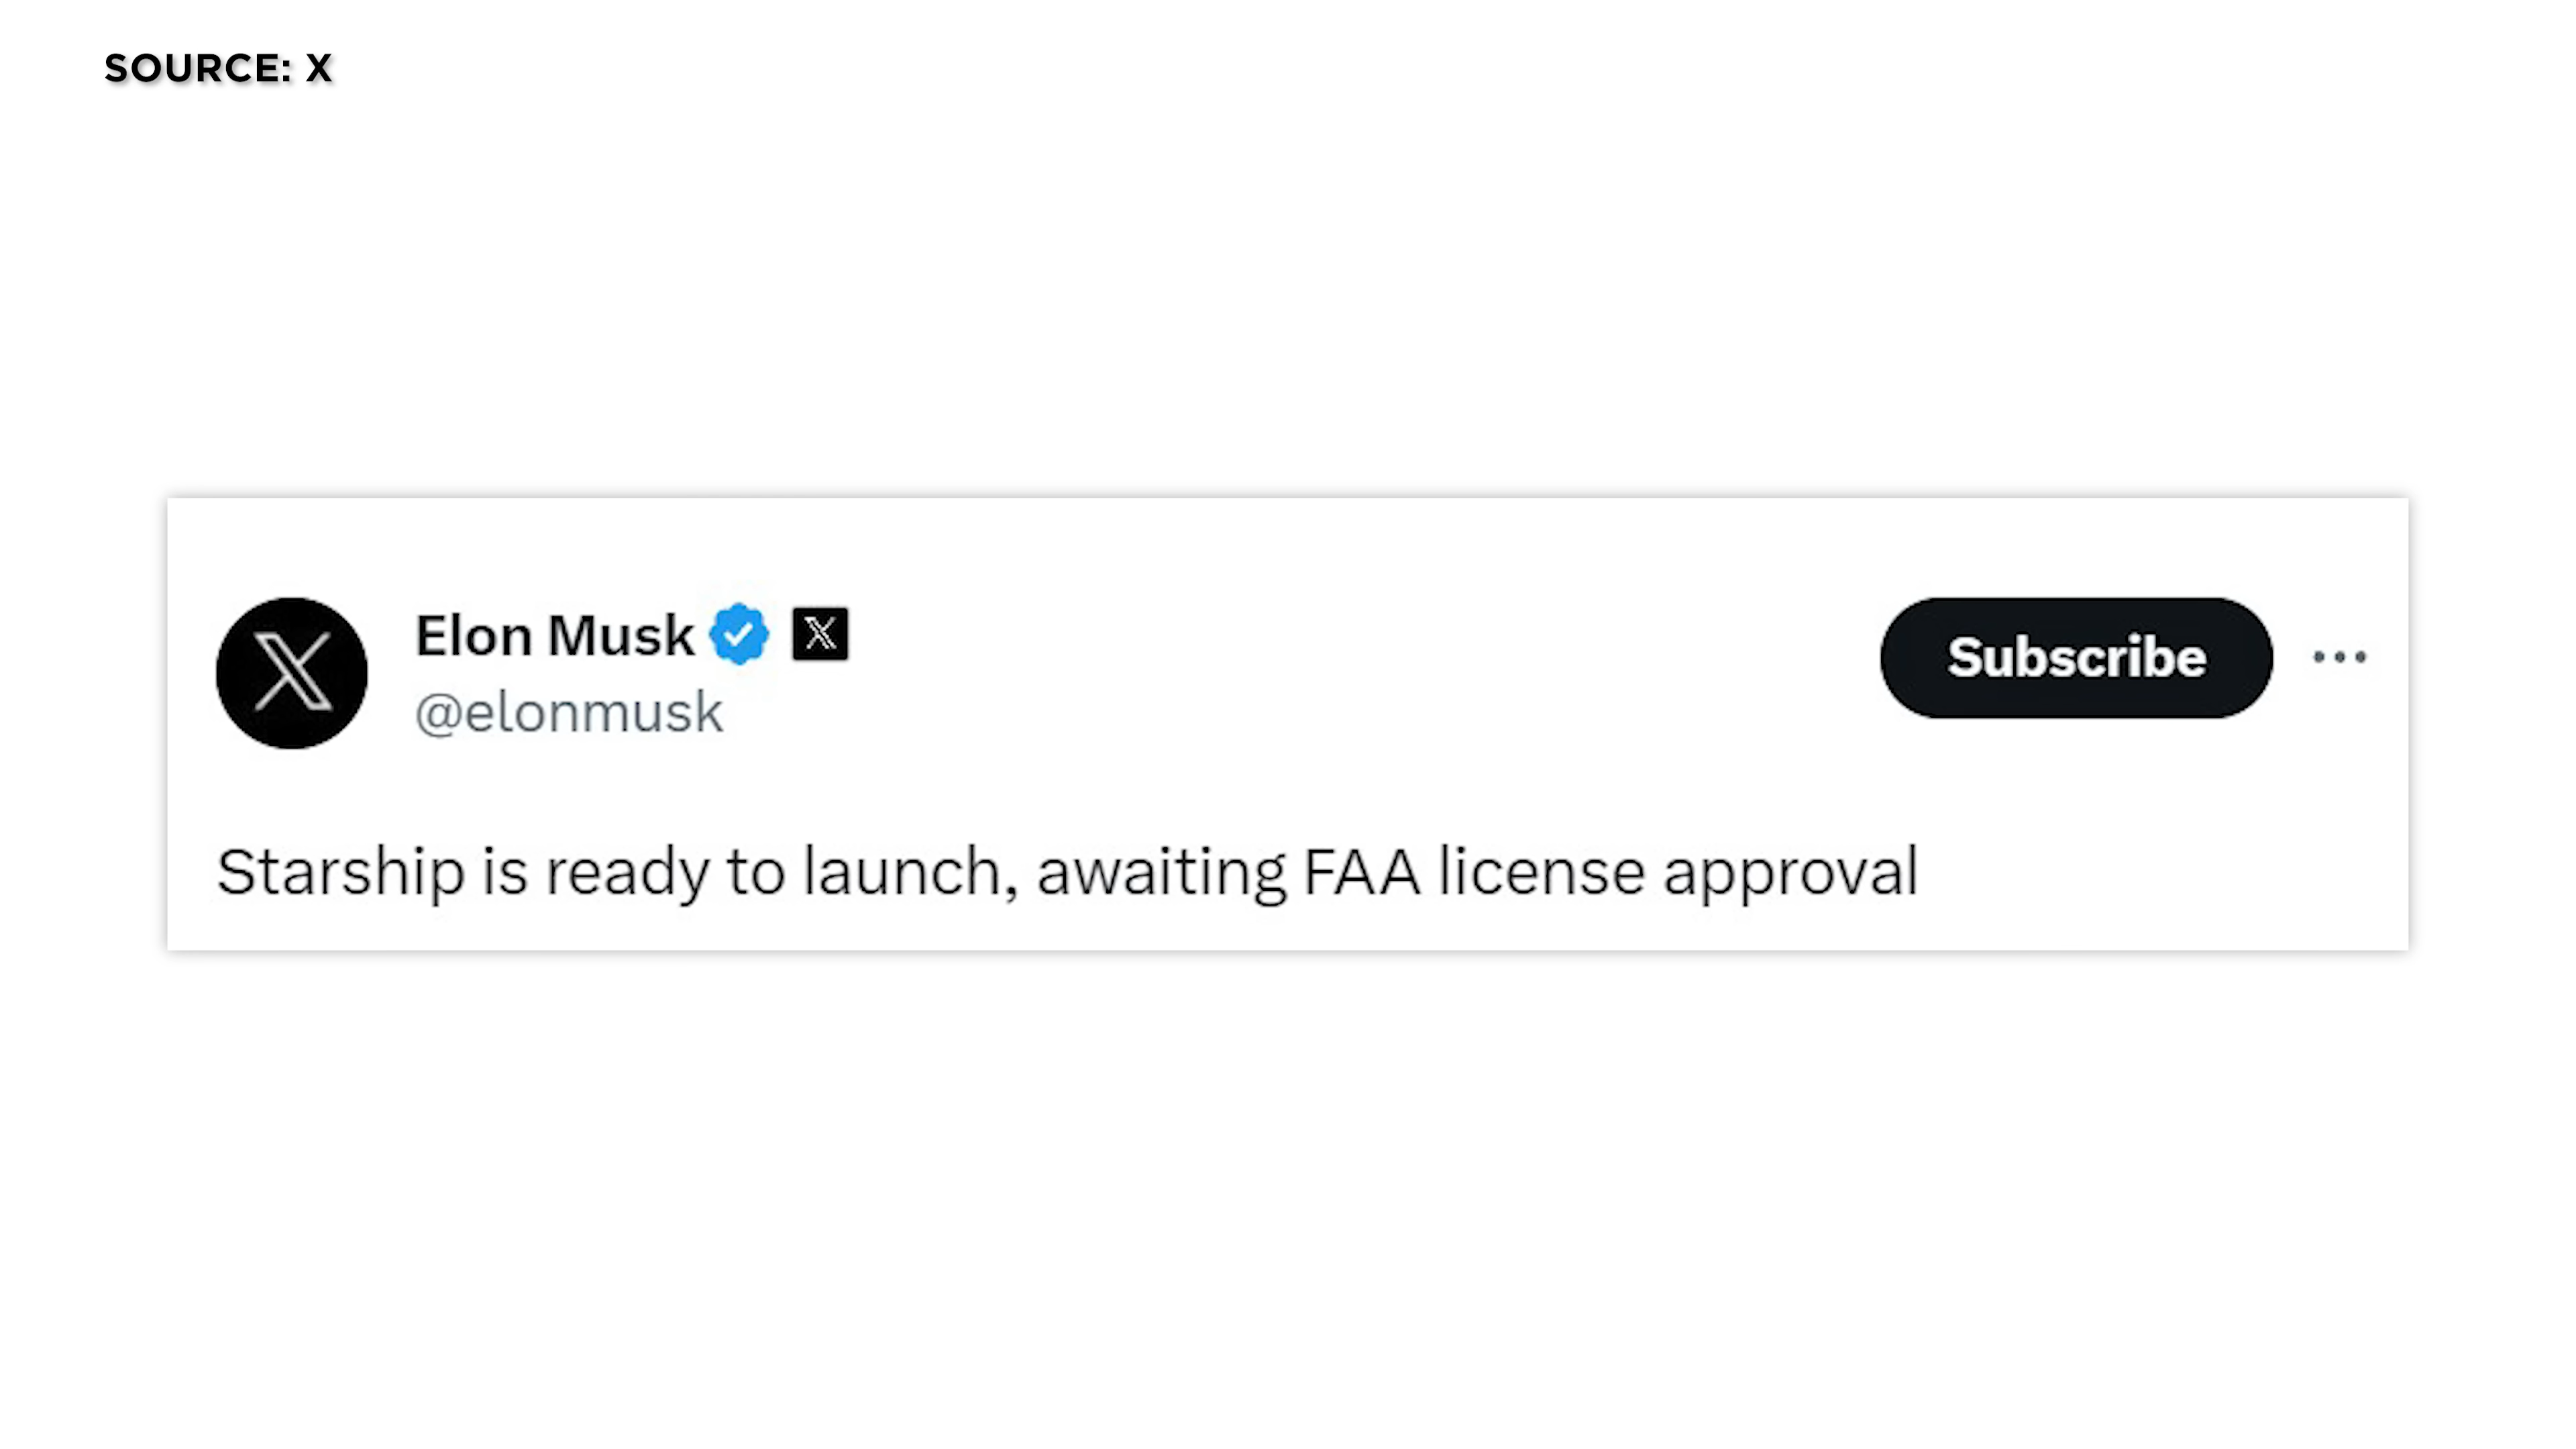 SOURCE: X
Elon Musk
@elonmusk
Subscribe
Starship is ready to launch, awaiting FAA license approval